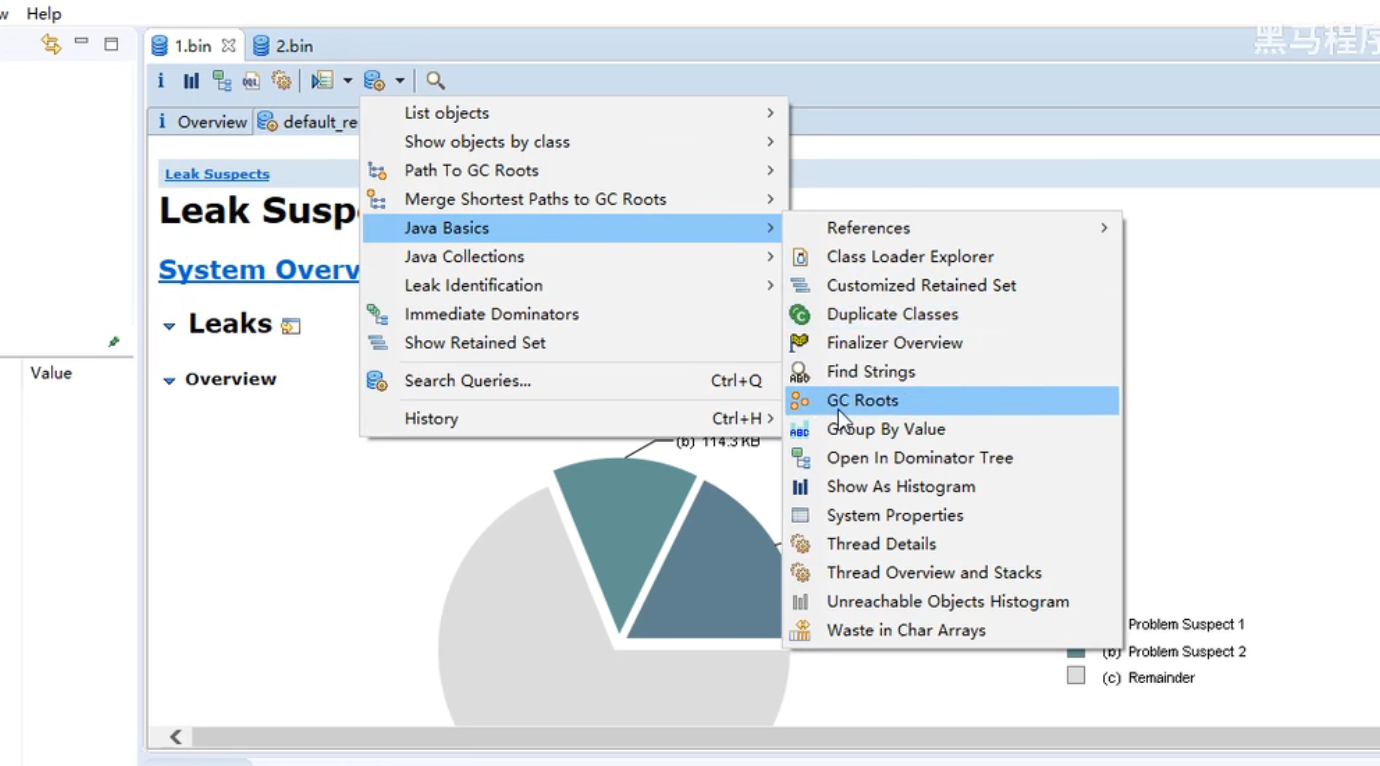 Help
1.bin
2.bin
黑马程序
Overview
default_re
List objects
Show objects by class
Path To GC Roots
Merge Shortest Paths to GC Roots
Java Basics
Java Collections
Leak Identification
Immediate Dominators
Show Retained Set
Search Queries... Ctrl+Q
History Ctrl+H
References
Class Loader Explorer
Customized Retained Set
Duplicate Classes
Finalizer Overview
Find Strings
GC Roots
Group By Value
Open In Dominator Tree
Show As Histogram
System Properties
Thread Details
Thread Overview and Stacks
Unreachable Objects Histogram
Waste in Char Arrays
Leak Suspects
Leak Susp
System Overv
Leaks
Overview
Value
(b) 114.3 KB
Problem Suspect 1
(b) Problem Suspect 2
(c) Remainder